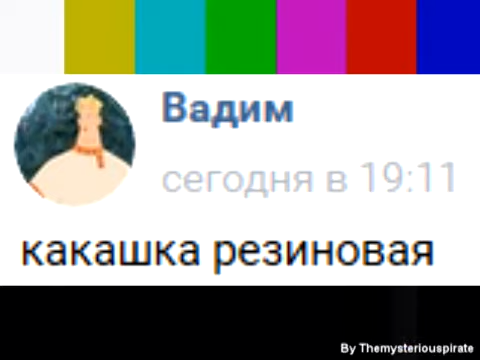 Вадим
сегодня в 19:11
какашка резиновая
By Themysteriouspirate